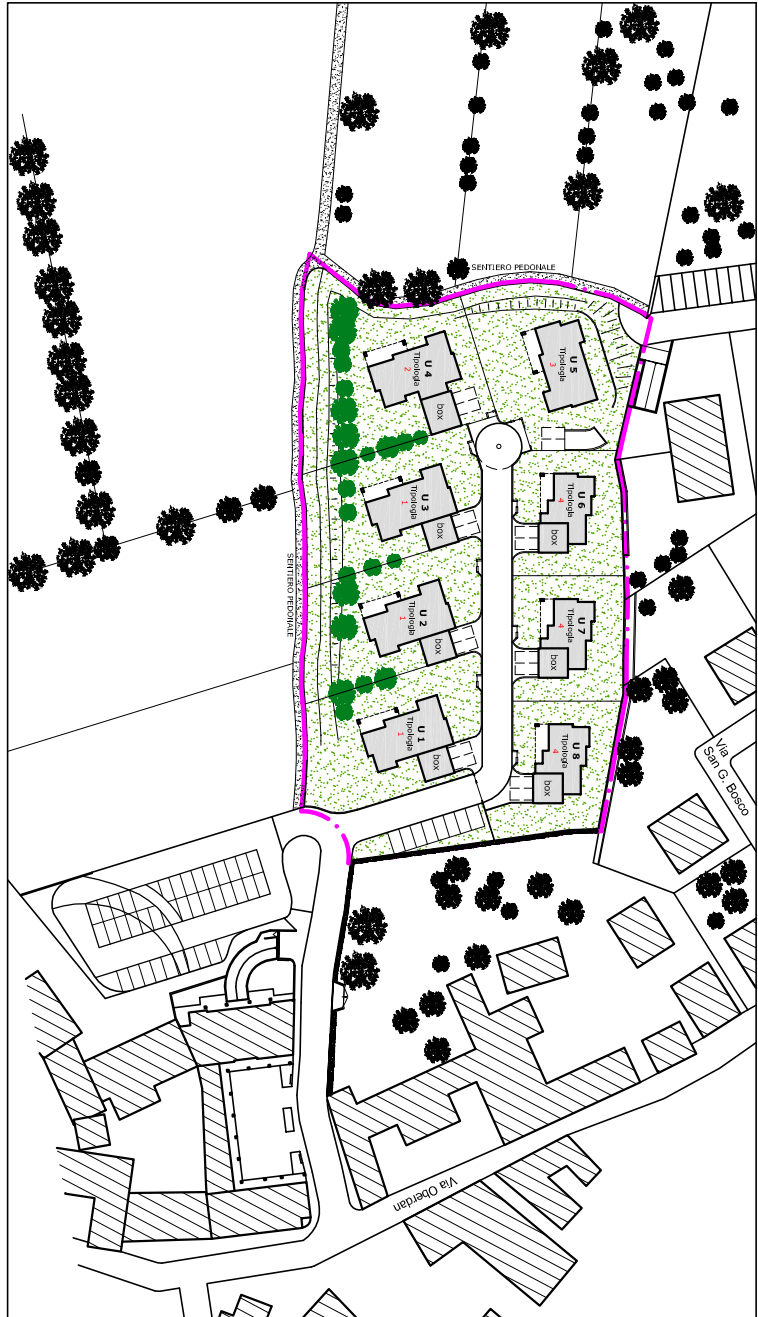 SENTIERO PEDONALE
U 4
Tipologia
2
box
U 5
Tipologia
3
U 3
Tipologia
1
box
U 6
Tipologia
4
box
U 2
Tipologia
1
box
U 7
Tipologia
4
box
U 1
Tipologia
1
box
U 8
Tipologia
4
box
SENTIERO PEDONALE
Via
San G. Bosco
Via Oberdan